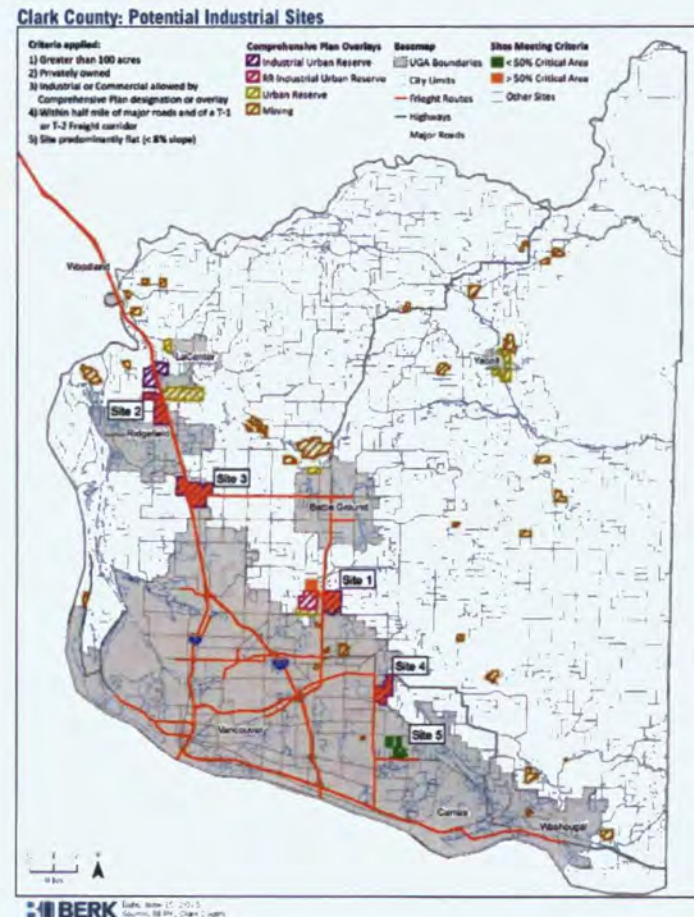 Clark County: Potential Industrial Sites
Criteria applied:
1) Greater than 100 acres
2) Privately owned
3) Industrial or Commercial allowed by
Comprehensive Plan designation or overlay
4) Within half mile of major roads and of a T-1
or T-2 Freight corridor
5) Site predominantly flat (< 8% slope)
Comprehensive Plan Overlays
Industrial Urban Reserve
RR Industrial Urban Reserve
Urban Reserve
Mining
Basemap
UGA Boundaries
City Limits
Frieght Routes
Highways
Major Roads
Sites Meeting Criteria
< 50% Critical Area
> 50% Critical Area
Other Sites
Woodland
LaCenter
Yacolt
Site 2
Ridgefield
Site 3
Battle Ground
Site 1
Site 4
Site 5
Vancouver
Camas
Washougal
BERK